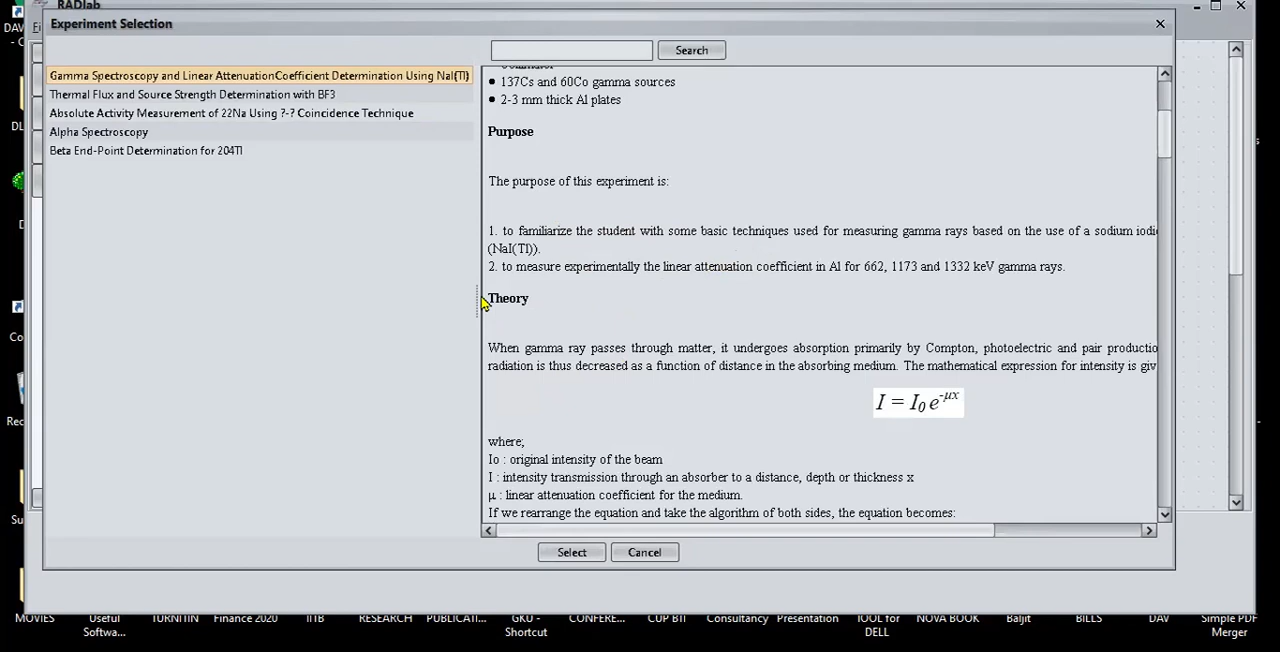 RADlab
Experiment Selection
Search
Gamma Spectroscopy and Linear AttenuationCoefficient Determination Using NaI(Tl)
Thermal Flux and Source Strength Determination with BF3
Absolute Activity Measurement of 22Na Using ?-? Coincidence Technique
Alpha Spectroscopy
Beta End-Point Determination for 204Tl
• 137Cs and 60Co gamma sources
• 2-3 mm thick Al plates
Purpose
The purpose of this experiment is:
1. to familiarize the student with some basic techniques used for measuring gamma rays based on the use of a sodium iodi
(NaI(Tl)).
2. to measure experimentally the linear attenuation coefficient in Al for 662, 1173 and 1332 keV gamma rays.
Theory
When gamma ray passes through matter, it undergoes absorption primarily by Compton, photoelectric and pair productio
radiation is thus decreased as a function of distance in the absorbing medium. The mathematical expression for intensity is giv
I = I₀ e^-μx
where;
Io : original intensity of the beam
I : intensity transmission through an absorber to a distance, depth or thickness x
μ : linear attenuation coefficient for the medium.
If we rearrange the equation and take the algorithm of both sides, the equation becomes:
Select Cancel
DAV
- C
DL
D
Co
Rec
Su
MOVIES
Useful
Softwa...
TURNITIN
Finance 2020
IITB
RESEARCH
PUBLICATI...
GKU -
Shortcut
CONFERE...
CUP BTI
Consultancy
Presentation
TOOL for
DELL
NOVA BOOK
Baljit
BILLS
DAV
Simple PDF
Merger